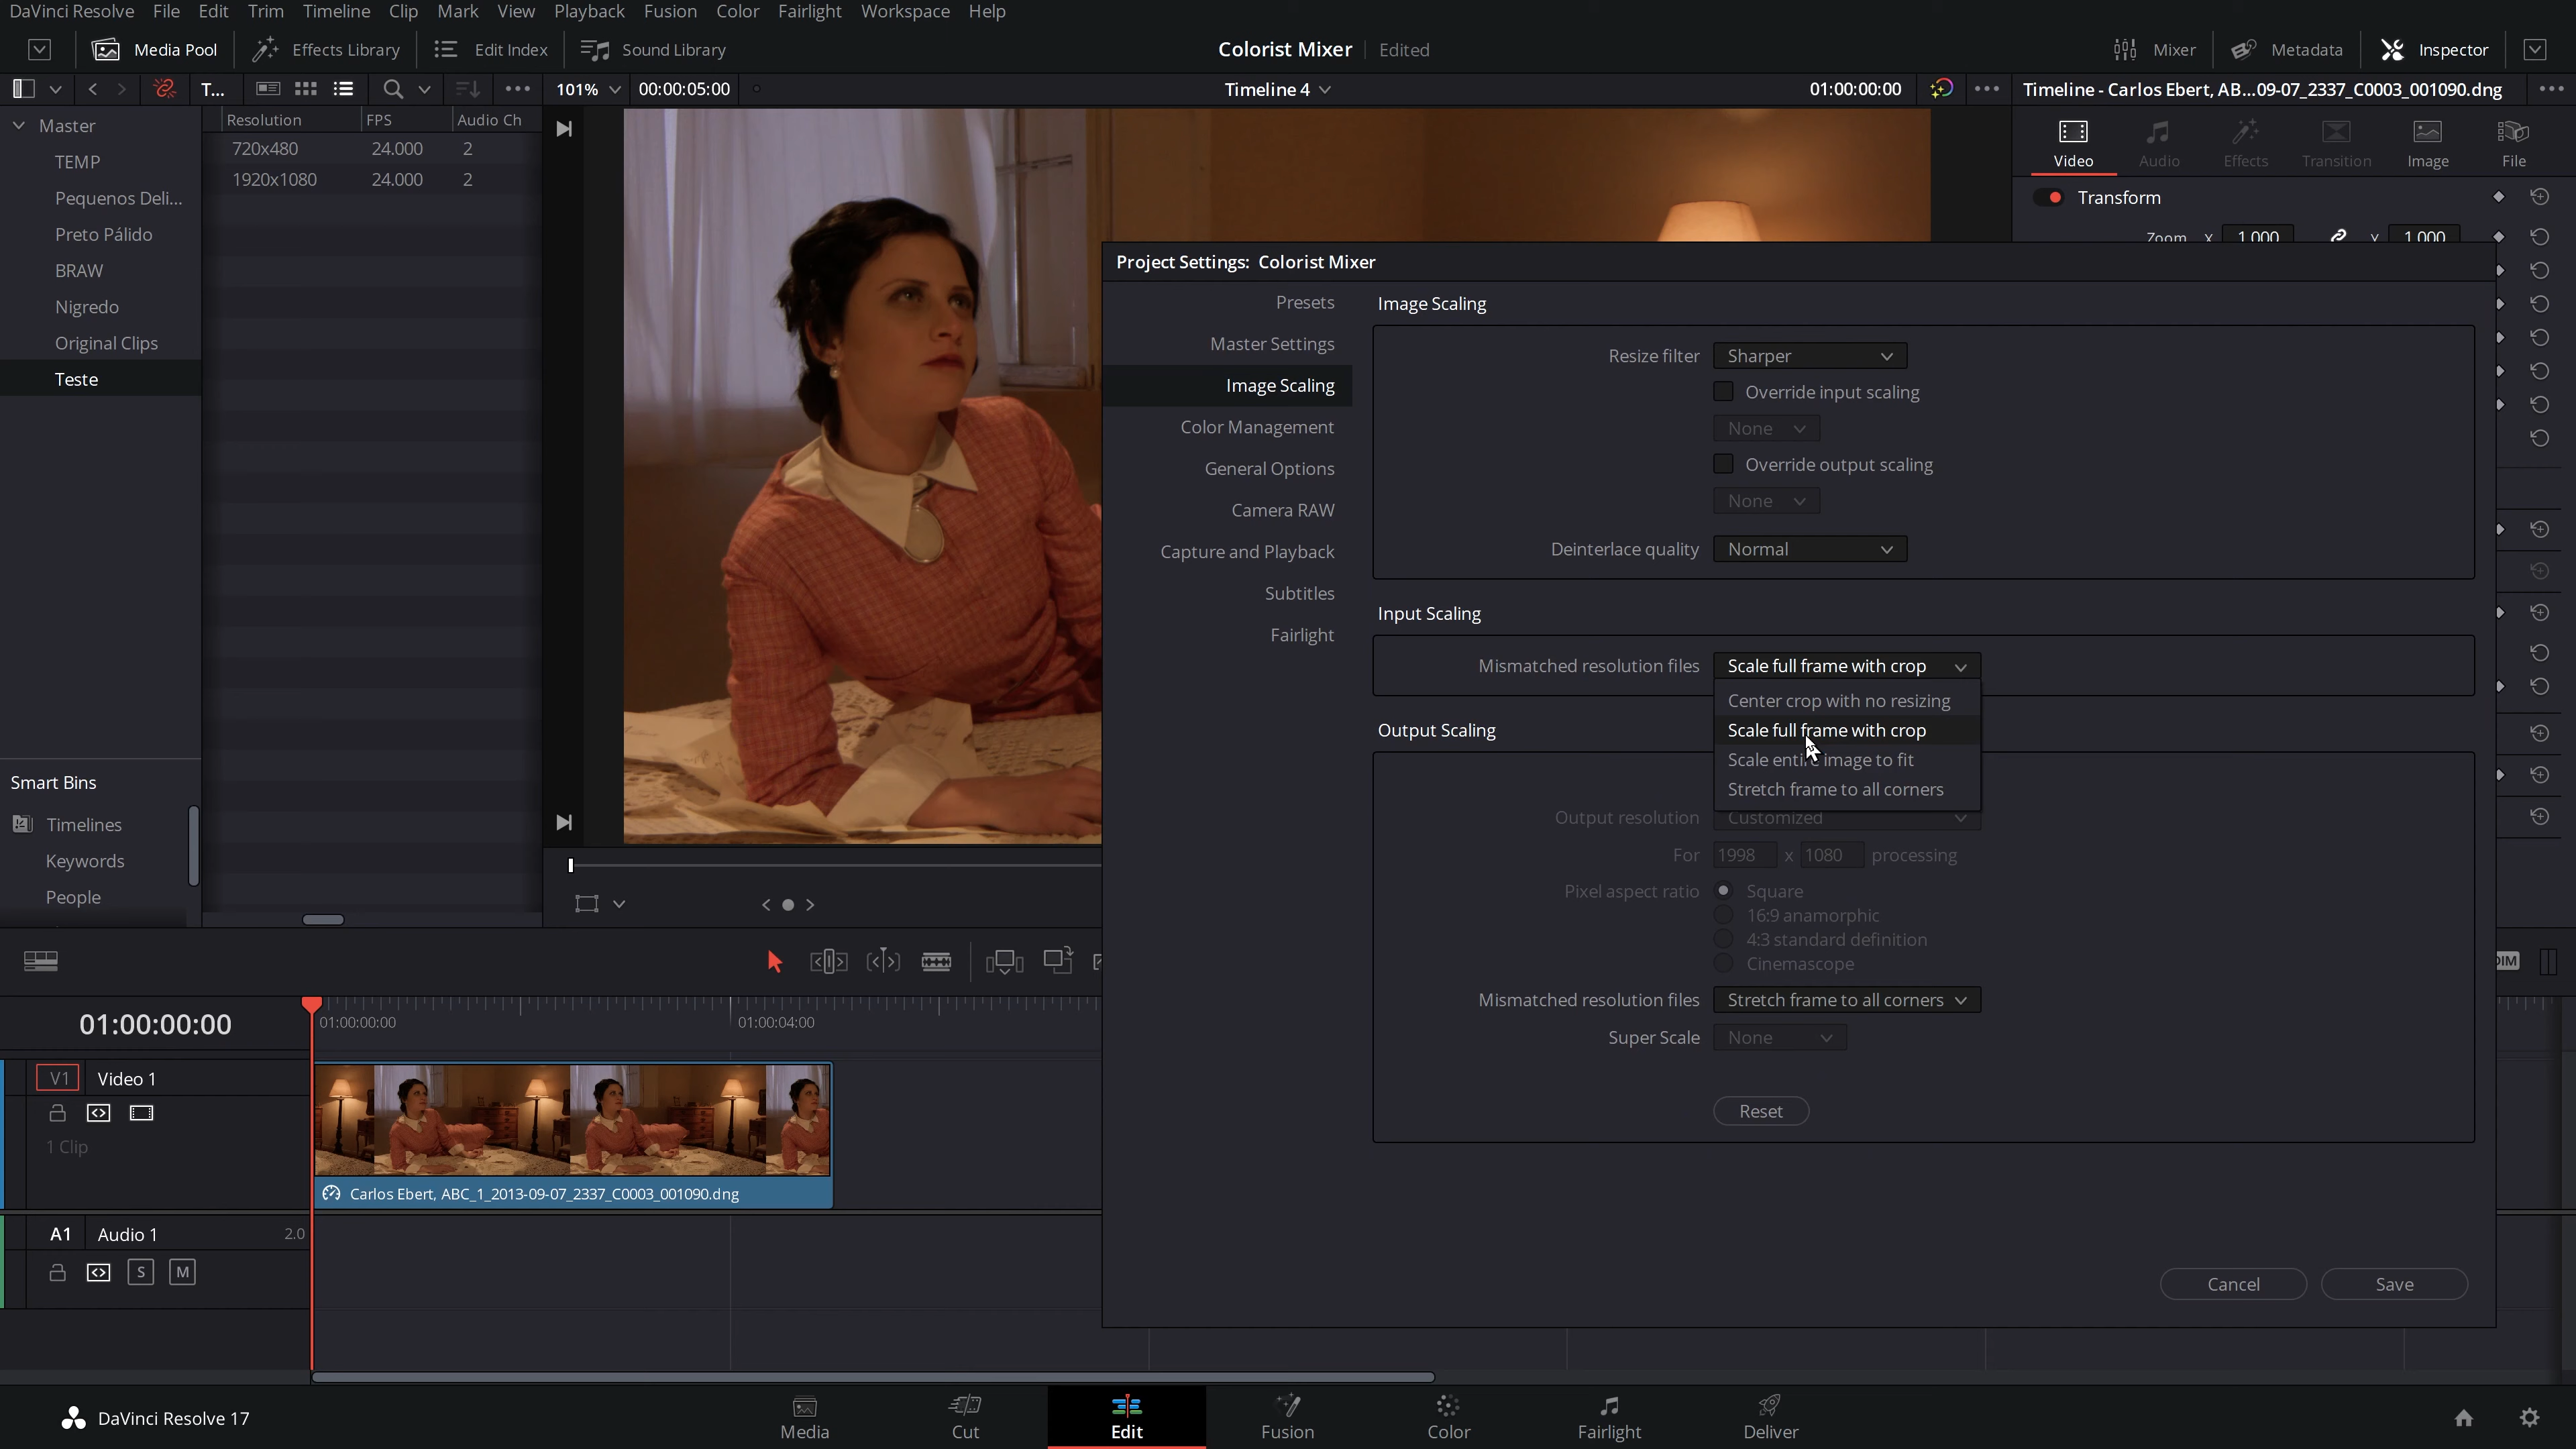 DaVinci Resolve File Edit Trim Timeline Clip Mark View Playback Fusion Color Fairlight Workspace Help
Media Pool Effects Library Edit Index Sound Library Colorist Mixer Edited Mixer Metadata Inspector
T... 101% 00:00:05:00 Timeline 4 01:00:00:00 Timeline - Carlos Ebert, AB...09-07_2337_C0003_001090.dng
Master
TEMP
Pequenos Deli...
Preto Pálido
BRAW
Nigredo
Original Clips
Teste
Smart Bins
Timelines
Keywords
People
Resolution FPS Audio Ch
720x480 24.000 2
1920x1080 24.000 2
Video Audio Effects Transition Image File
Transform
Zoom X 1.000 Y 1.000
Project Settings: Colorist Mixer
Presets
Master Settings
Image Scaling
Color Management
General Options
Camera RAW
Capture and Playback
Subtitles
Fairlight
Image Scaling
Resize filter Sharper
Override input scaling
None
Override output scaling
None
Deinterlace quality Normal
Input Scaling
Mismatched resolution files Scale full frame with crop
Center crop with no resizing
Scale full frame with crop
Scale entire image to fit
Stretch frame to all corners
Output Scaling
Output resolution Customized
For 1998 x 1080 processing
Pixel aspect ratio Square
16:9 anamorphic
4:3 standard definition
Cinemascope
Mismatched resolution files Stretch frame to all corners
Super Scale None
Reset
Cancel Save
DIM
01:00:00:00 01:00:00:00 01:00:04:00
V1 Video 1
1 Clip
Carlos Ebert, ABC_1_2013-09-07_2337_C0003_001090.dng
A1 Audio 1 2.0
S M
DaVinci Resolve 17 Media Cut Edit Fusion Color Fairlight Deliver